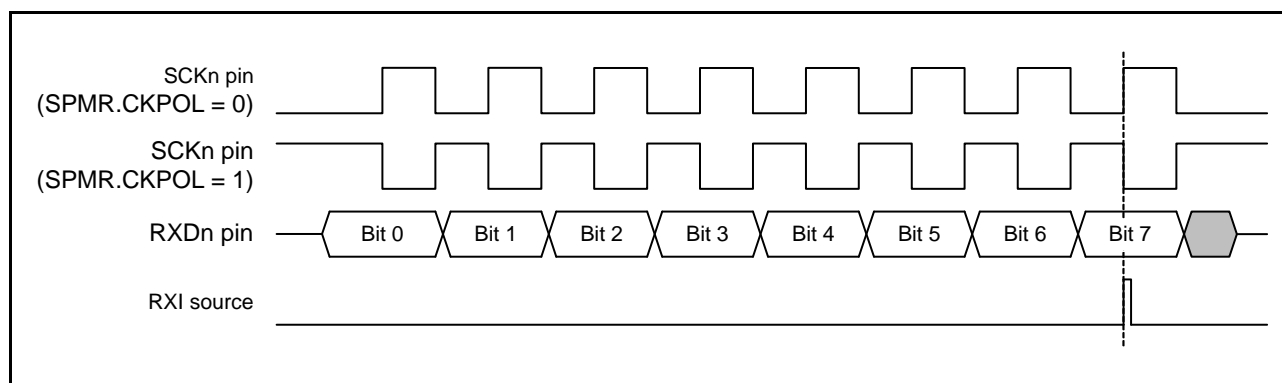 SCKn pin
(SPMR.CKPOL = 0)
SCKn pin
(SPMR.CKPOL = 1)
RXDn pin
Bit 0
Bit 1
Bit 2
Bit 3
Bit 4
Bit 5
Bit 6
Bit 7
RXI source